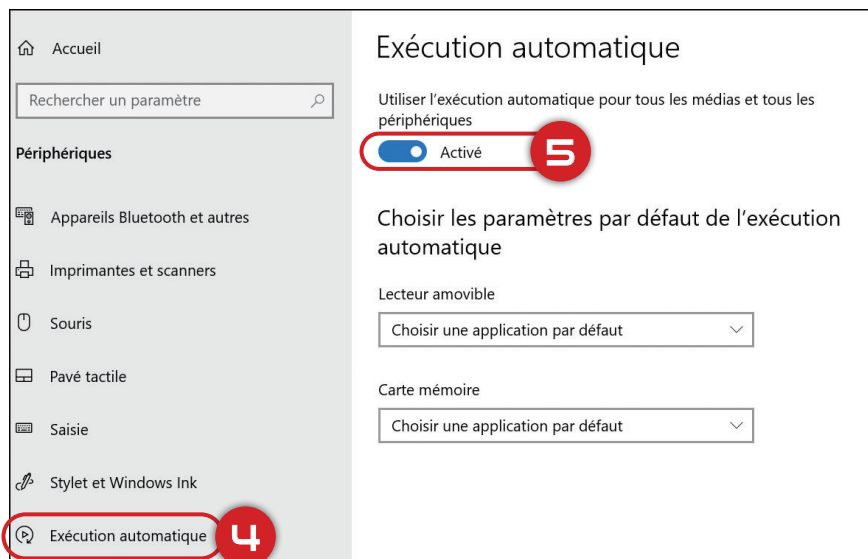 Accueil
Rechercher un paramètre
Périphériques
Appareils Bluetooth et autres
Imprimantes et scanners
Souris
Pavé tactile
Saisie
Stylet et Windows Ink
Exécution automatique
4
Exécution automatique
Utiliser l’exécution automatique pour tous les médias et tous les
périphériques
Activé
5
Choisir les paramètres par défaut de l’exécution
automatique
Lecteur amovible
Choisir une application par défaut
Carte mémoire
Choisir une application par défaut